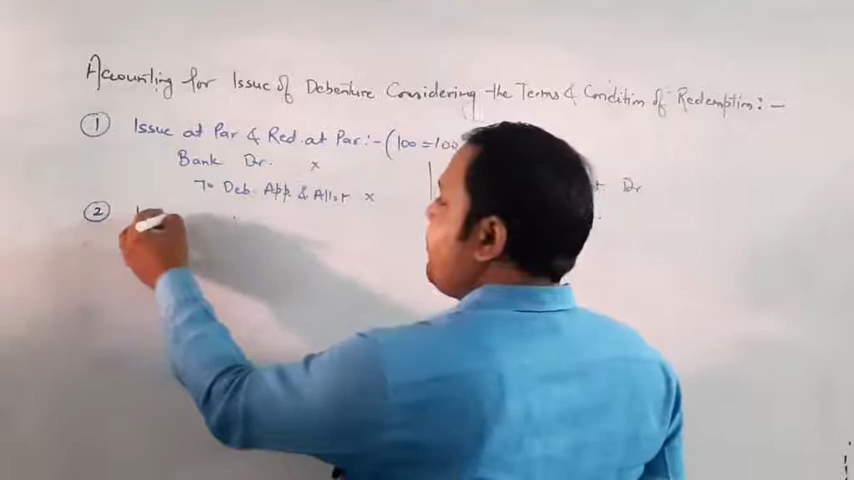 Accounting for Issue of Debenture Considering the Terms & Condition of Redemption :-
① Issue at Par & Red. at Par :- (100 = 100
Bank Dr. x
To Deb. App & Allot x
Dr
②